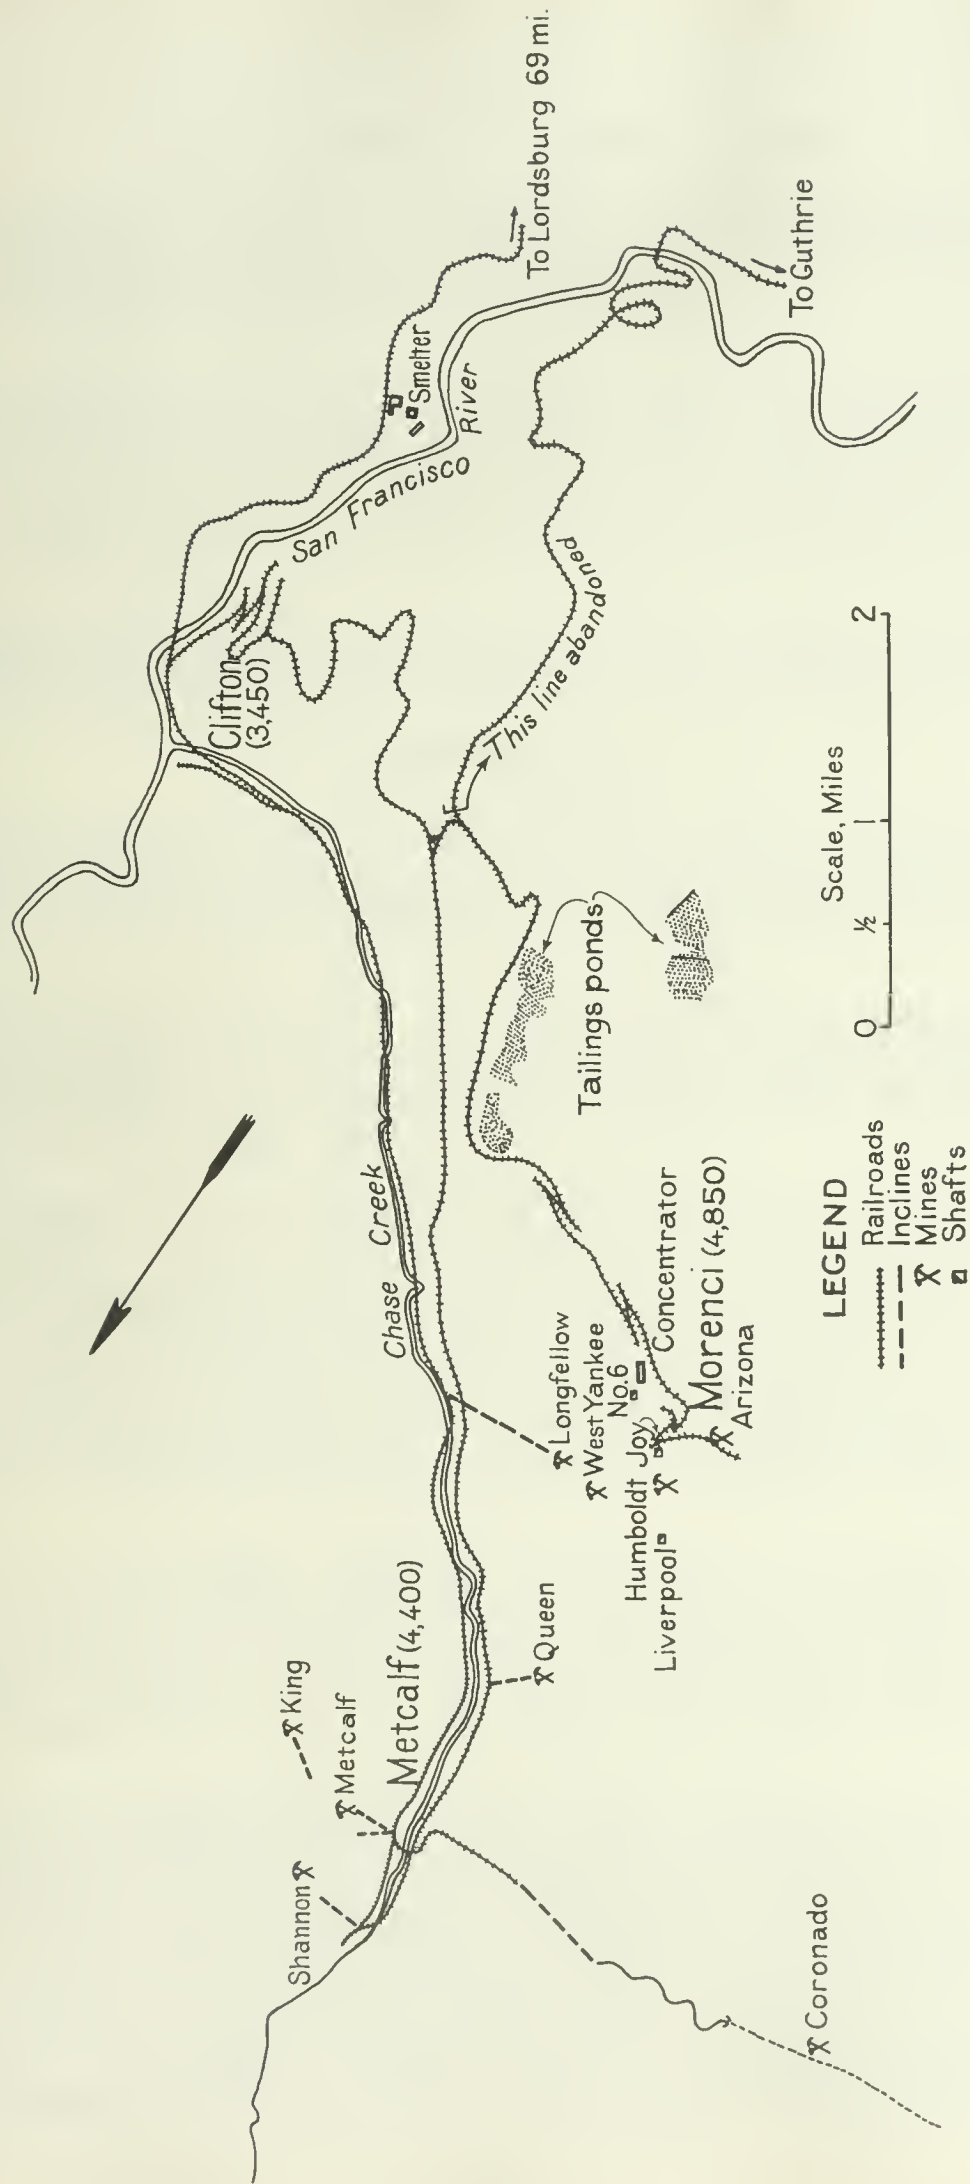 Shannon
King
Metcalf
Metcalf (4,400)
Queen
Coronado
Chase Creek
Longfellow
West Yankee
No.6
Humboldt Joy
Liverpool
Concentrator
Morenci (4,850)
Arizona
Tailings ponds
Clifton
(3,450)
San Francisco River
Smelter
This line abandoned
To Lordsburg 69 mi.
To Guthrie
LEGEND
Railroads
Inclines
Mines
Shafts
Scale, Miles
0 ½ 1 2